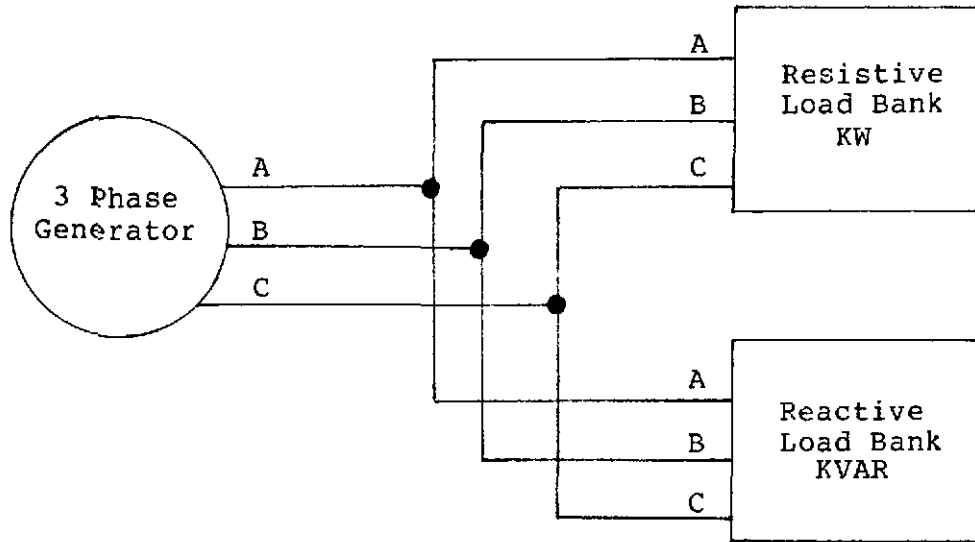 3 Phase
Generator
A
B
C
A
B
C
Resistive
Load Bank
KW
A
B
C
Reactive
Load Bank
KVAR